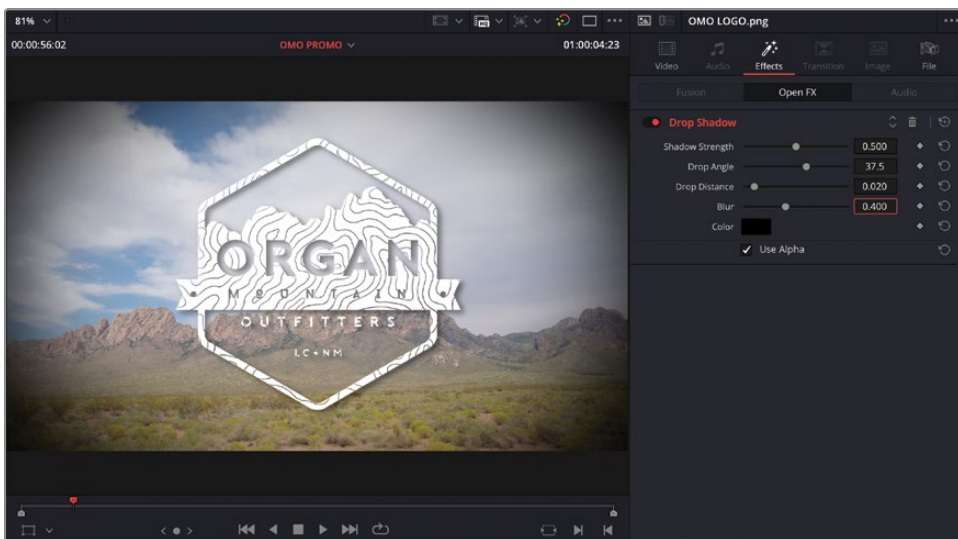 81%
OMO LOGO.png
00:00:56:02
OMO PROMO
01:00:04:23
Video
Audio
Effects
Transition
Image
File
Fusion
Open FX
Audio
Drop Shadow
Shadow Strength 0.500
Drop Angle 37.5
Drop Distance 0.020
Blur 0.400
Color
Use Alpha
ORGAN
MOUNTAIN
OUTFITTERS
LC+NM